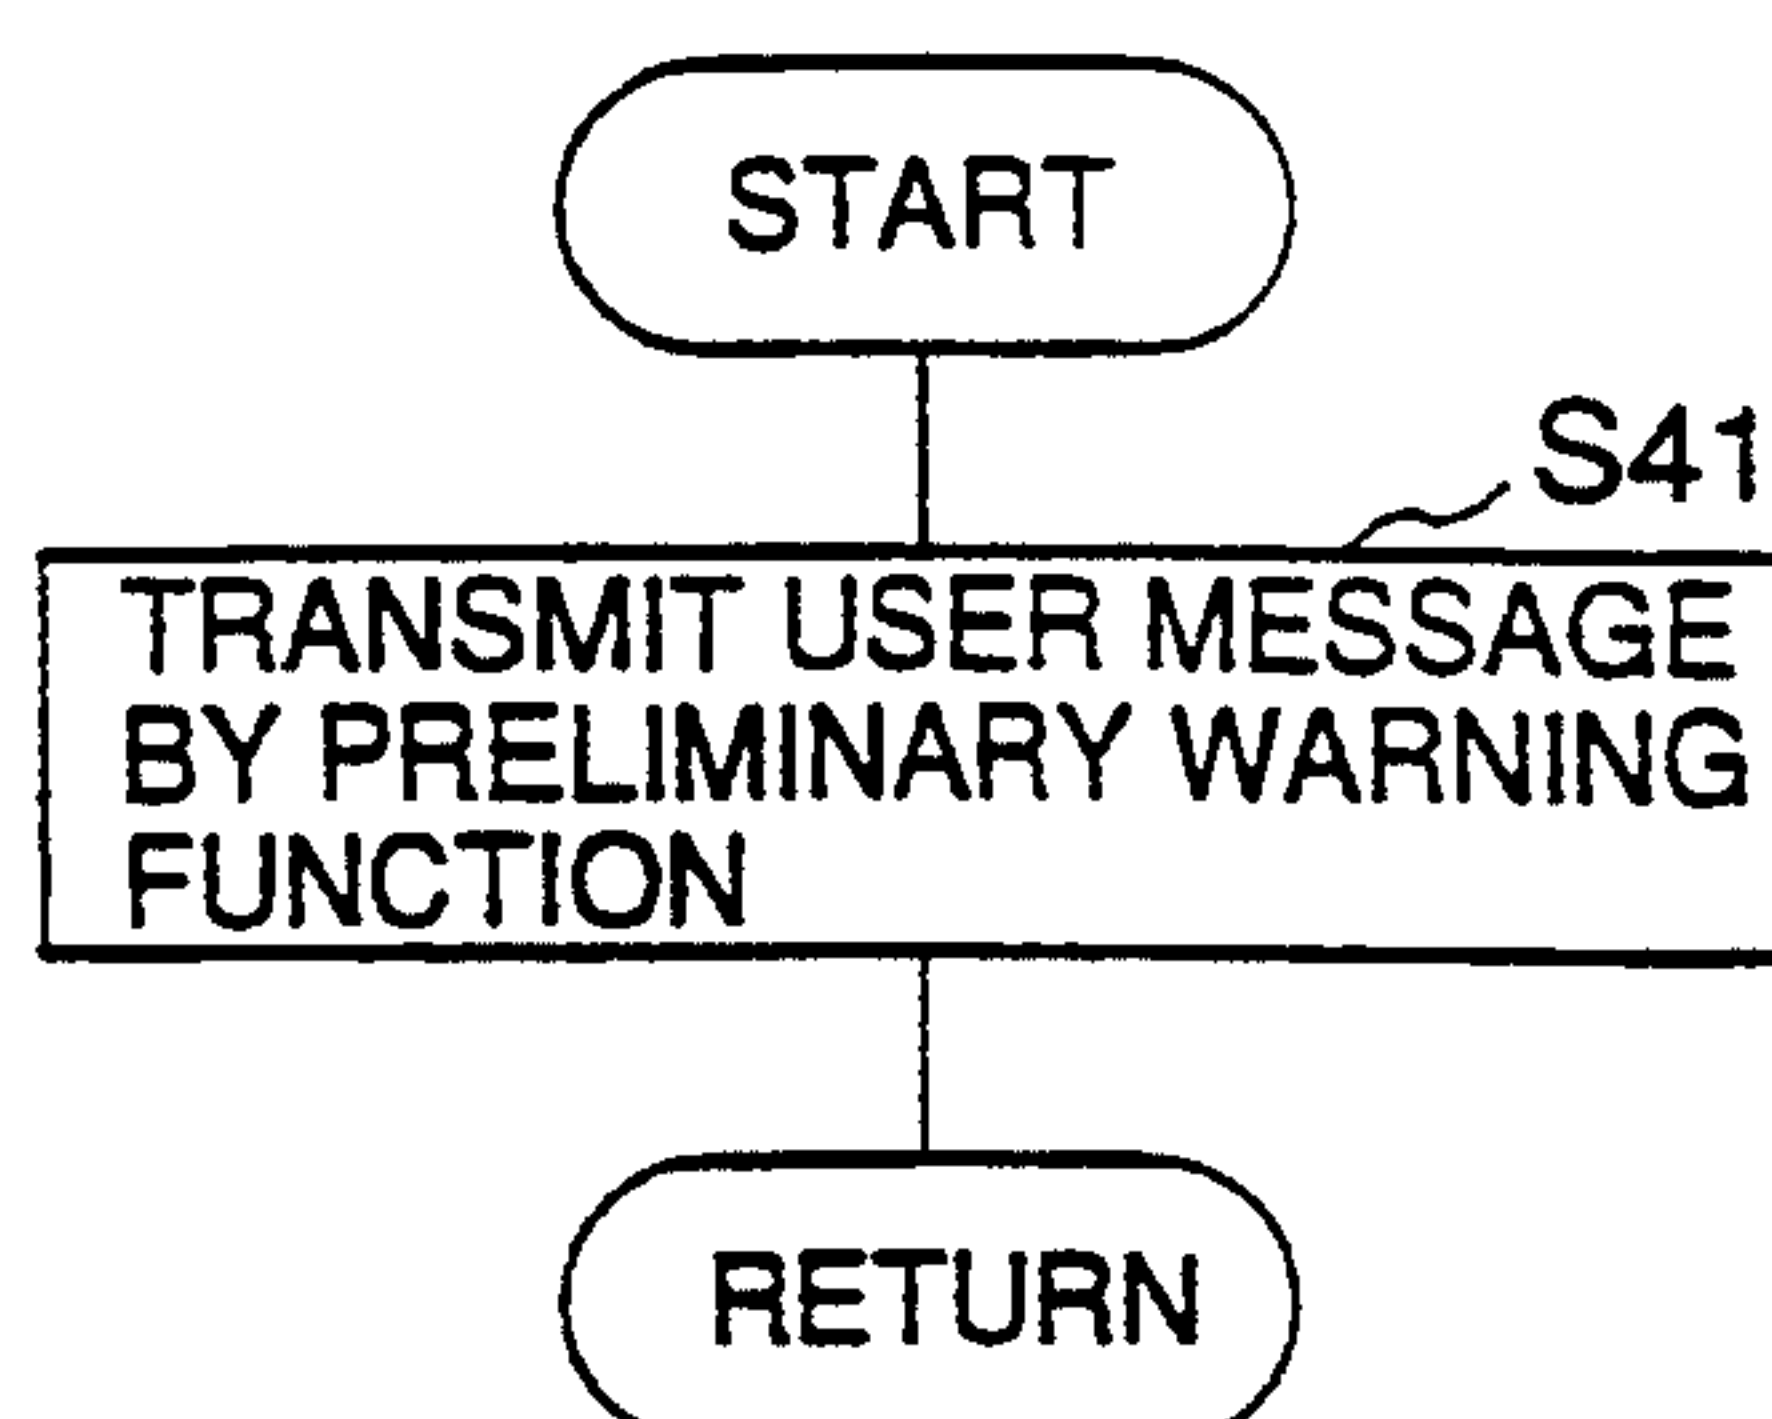 START
S41
TRANSMIT USER MESSAGE
BY PRELIMINARY WARNING
FUNCTION
RETURN